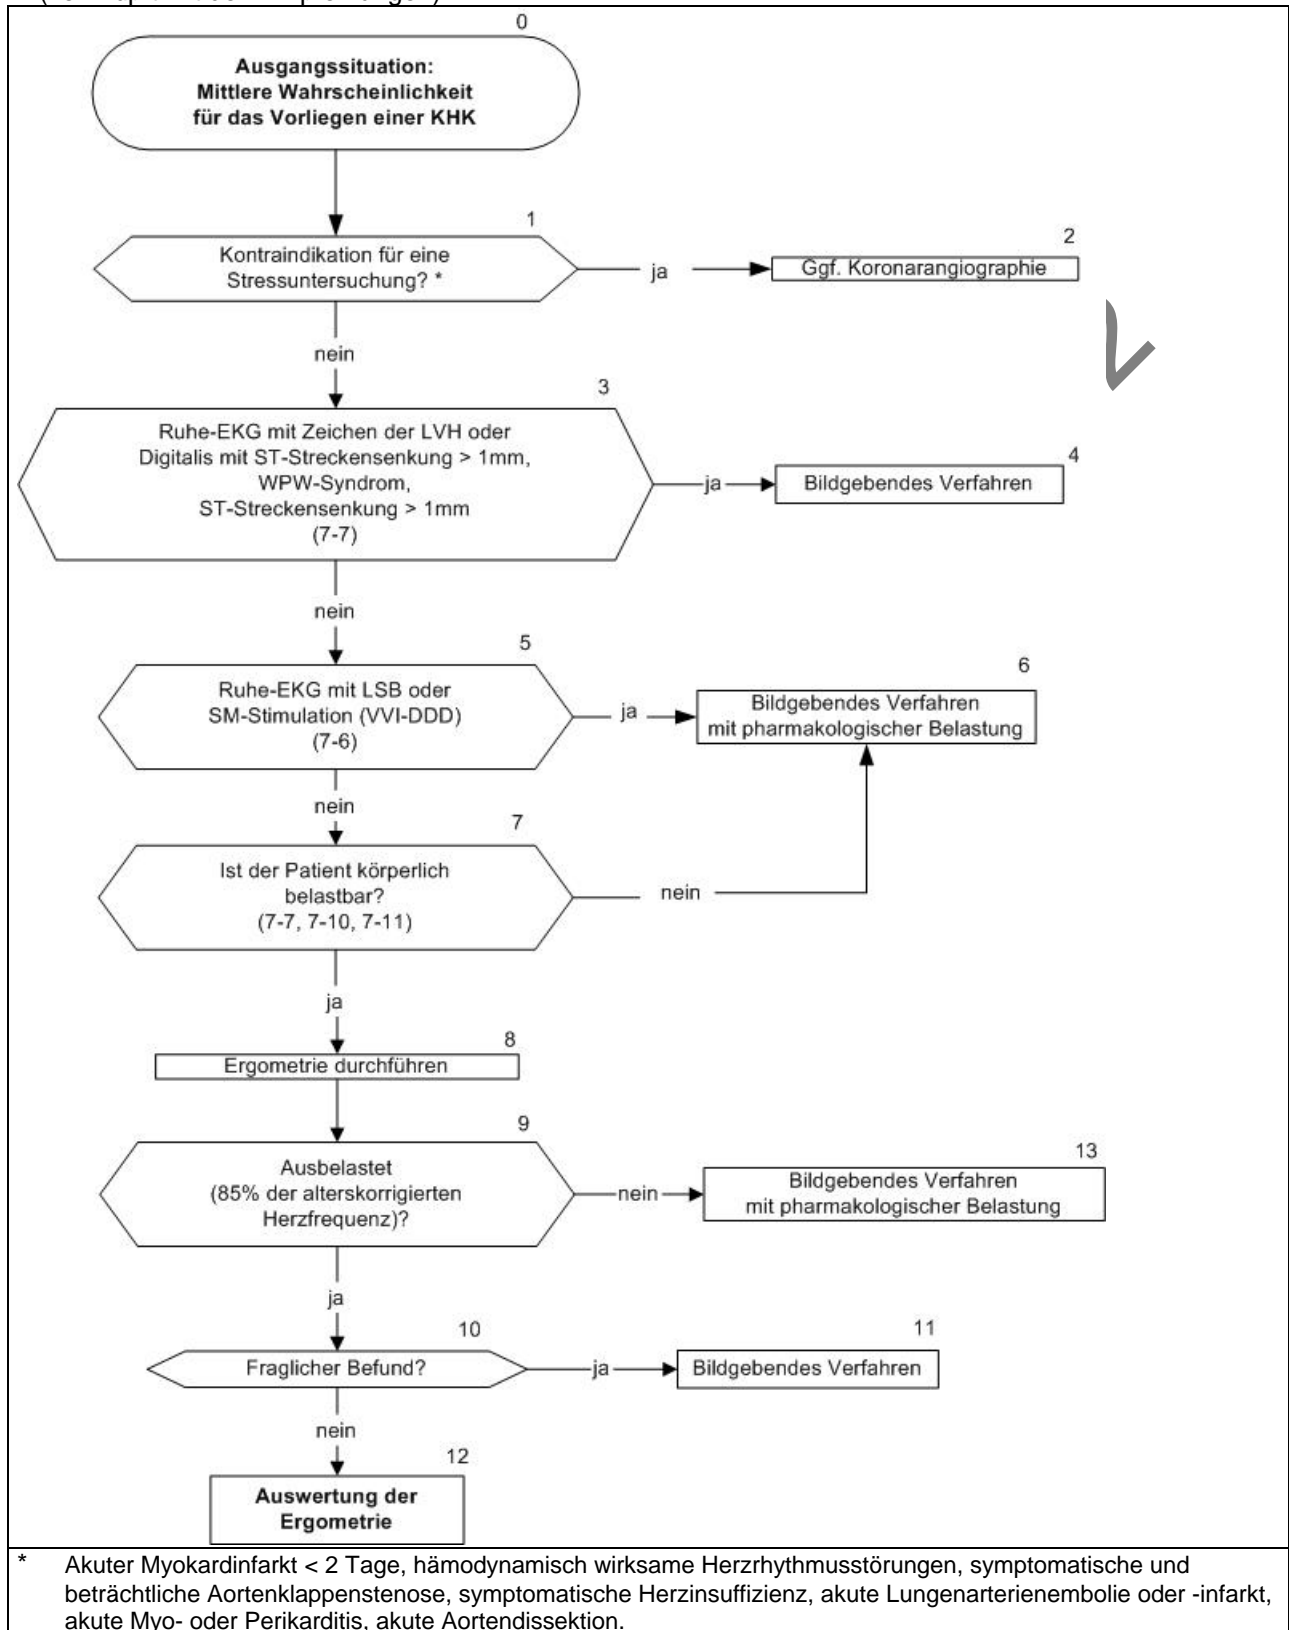 0
Ausgangssituation:
Mittlere Wahrscheinlichkeit
für das Vorliegen einer KHK
1
Kontraindikation für eine
Stressuntersuchung? *
ja
2
Ggf. Koronarangiographie
nein
3
Ruhe-EKG mit Zeichen der LVH oder
Digitalis mit ST-Streckensenkung > 1mm,
WPW-Syndrom,
ST-Streckensenkung > 1mm
(7-7)
ja
4
Bildgebendes Verfahren
nein
5
Ruhe-EKG mit LSB oder
SM-Stimulation (VVI-DDD)
(7-6)
ja
6
Bildgebendes Verfahren
mit pharmakologischer Belastung
nein
7
Ist der Patient körperlich
belastbar?
(7-7, 7-10, 7-11)
nein
ja
8
Ergometrie durchführen
9
Ausbelastet
(85% der alterskorrigierten
Herzfrequenz)?
nein
13
Bildgebendes Verfahren
mit pharmakologischer Belastung
ja
10
Fraglicher Befund?
ja
11
Bildgebendes Verfahren
nein
12
Auswertung der
Ergometrie
* Akuter Myokardinfarkt < 2 Tage, hämodynamisch wirksame Herzrhythmusstörungen, symptomatische und
beträchtliche Aortenklappenstenose, symptomatische Herzinsuffizienz, akute Lungenarterienembolie oder -infarkt,
akute Myo- oder Perikarditis, akute Aortendissektion.